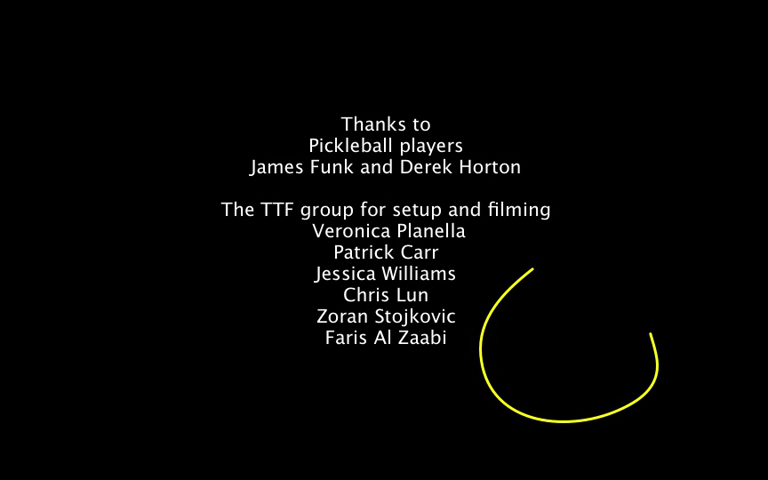 Thanks to
Pickleball players
James Funk and Derek Horton
The TTF group for setup and filming
Veronica Planella
Patrick Carr
Jessica Williams
Chris Lun
Zoran Stojkovic
Faris Al Zaabi